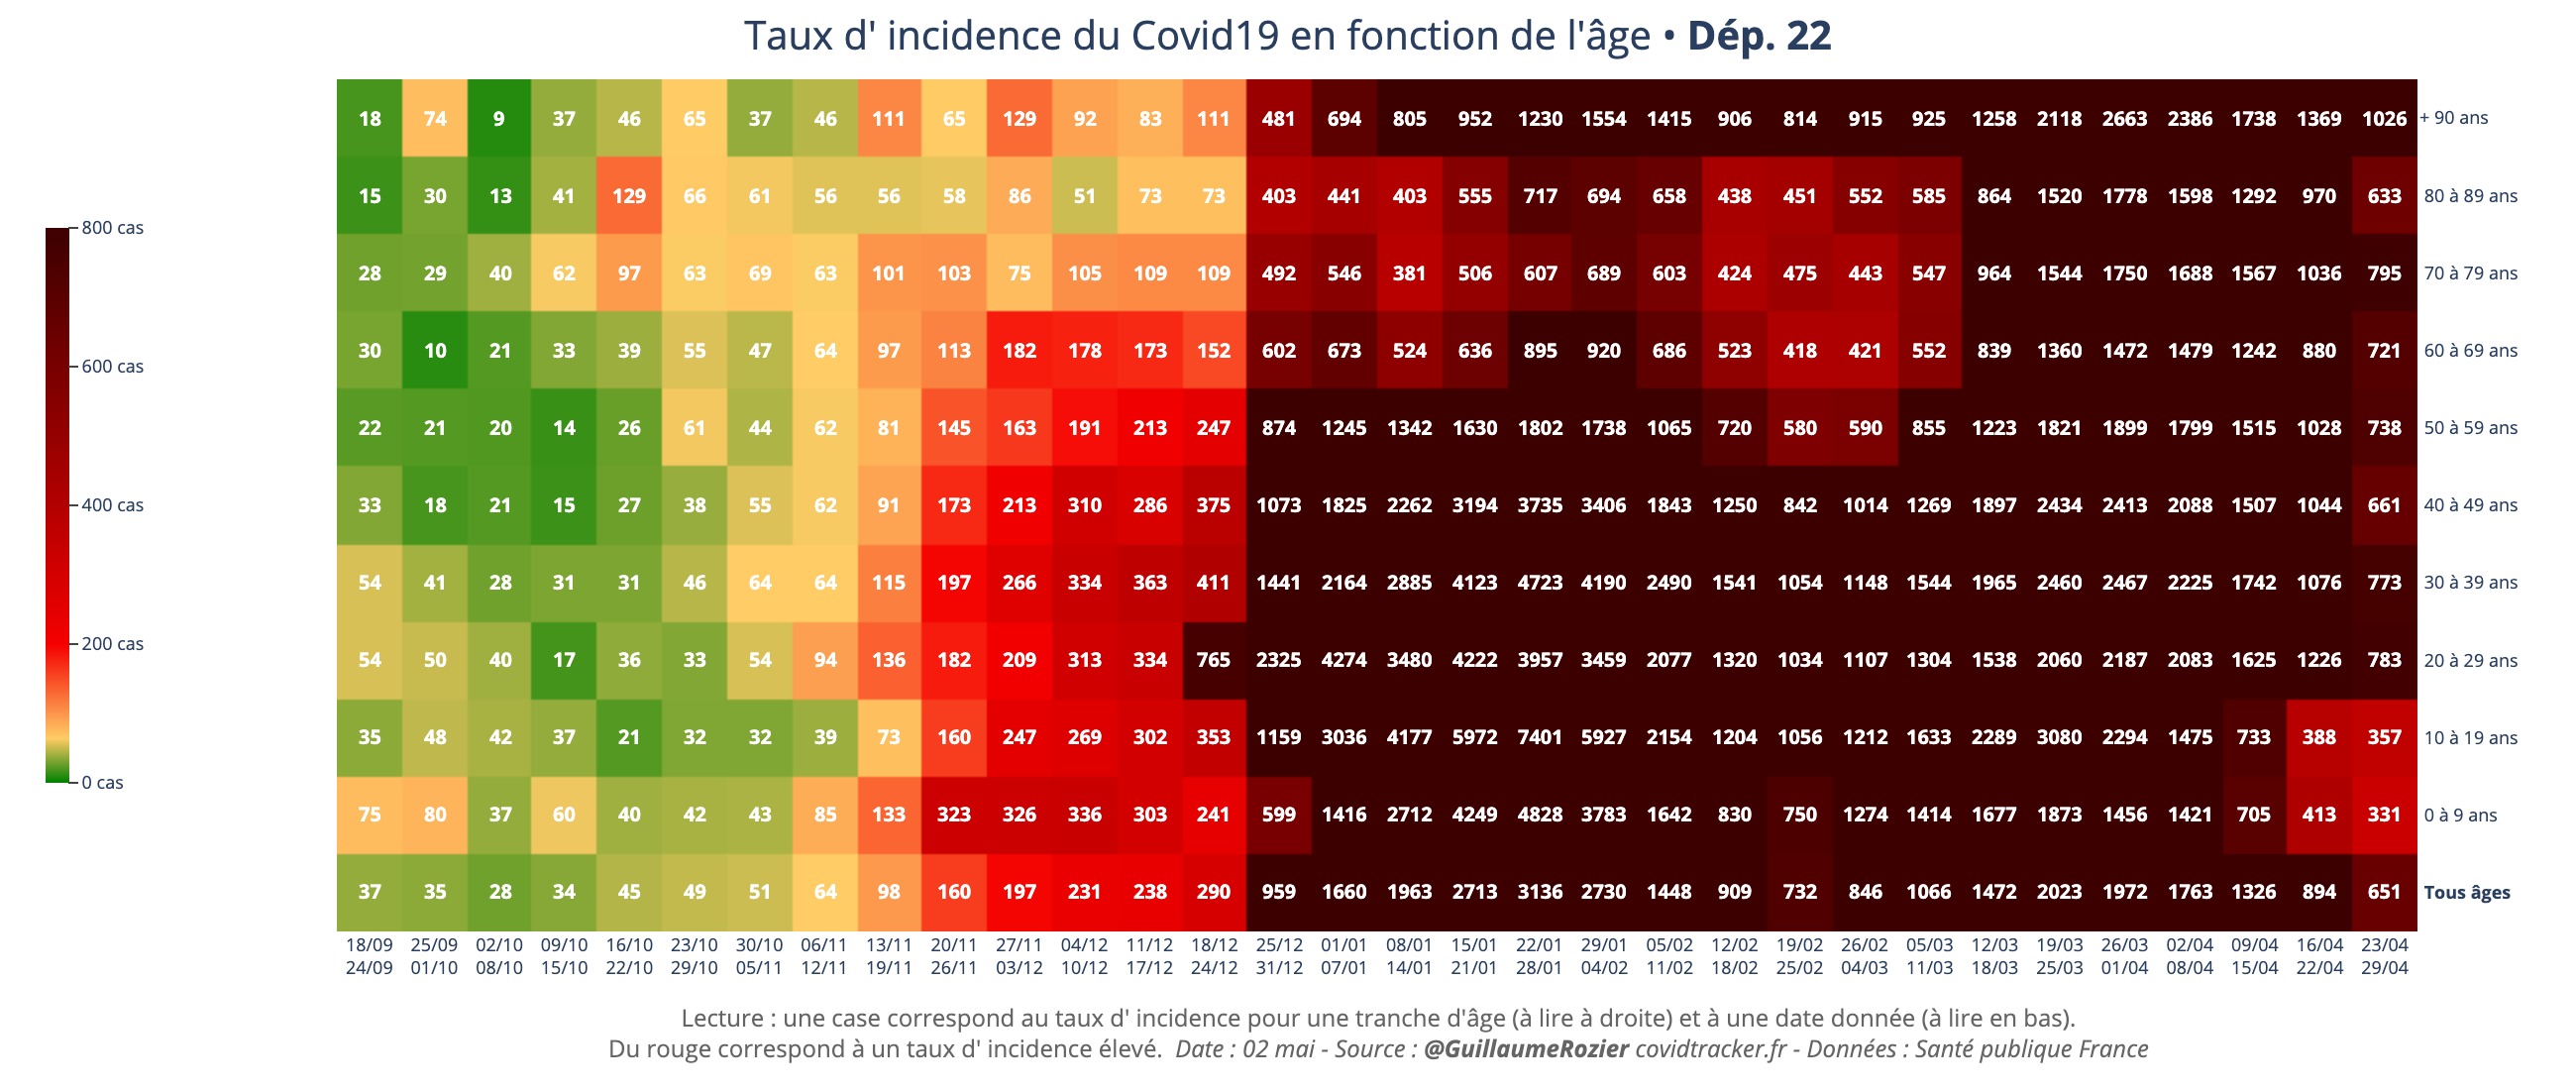 Taux d' incidence du Covid19 en fonction de l'âge • Dép. 22
18 74 9 37 46 65 37 46 111 65 129 92 83 111 481 694 805 952 1230 1554 1415 906 814 915 925 1258 2118 2663 2386 1738 1369 1026 + 90 ans
15 30 13 41 129 66 61 56 56 58 86 51 73 73 403 441 403 555 717 694 658 438 451 552 585 864 1520 1778 1598 1292 970 633 80 à 89 ans
800 cas
28 29 40 62 97 63 69 63 101 103 75 105 109 109 492 546 381 506 607 689 603 424 475 443 547 964 1544 1750 1688 1567 1036 795 70 à 79 ans
30 10 21 33 39 55 47 64 97 113 182 178 173 152 602 673 524 636 895 920 686 523 418 421 552 839 1360 1472 1479 1242 880 721 60 à 69 ans
600 cas
22 21 20 14 26 61 44 62 81 145 163 191 213 247 874 1245 1342 1630 1802 1738 1065 720 580 590 855 1223 1821 1899 1799 1515 1028 738 50 à 59 ans
400 cas
33 18 21 15 27 38 55 62 91 173 213 310 286 375 1073 1825 2262 3194 3735 3406 1843 1250 842 1014 1269 1897 2434 2413 2088 1507 1044 661 40 à 49 ans
54 41 28 31 31 46 64 64 115 197 266 334 363 411 1441 2164 2885 4123 4723 4190 2490 1541 1054 1148 1544 1965 2460 2467 2225 1742 1076 773 30 à 39 ans
200 cas
54 50 40 17 36 33 54 94 136 182 209 313 334 765 2325 4274 3480 4222 3957 3459 2077 1320 1034 1107 1304 1538 2060 2187 2083 1625 1226 783 20 à 29 ans
35 48 42 37 21 32 32 39 73 160 247 269 302 353 1159 3036 4177 5972 7401 5927 2154 1204 1056 1212 1633 2289 3080 2294 1475 733 388 357 10 à 19 ans
0 cas
75 80 37 60 40 42 43 85 133 323 326 336 303 241 599 1416 2712 4249 4828 3783 1642 830 750 1274 1414 1677 1873 1456 1421 705 413 331 0 à 9 ans
37 35 28 34 45 49 51 64 98 160 197 231 238 290 959 1660 1963 2713 3136 2730 1448 909 732 846 1066 1472 2023 1972 1763 1326 894 651 Tous âges
18/09 25/09 02/10 09/10 16/10 23/10 30/10 06/11 13/11 20/11 27/11 04/12 11/12 18/12 25/12 01/01 08/01 15/01 22/01 29/01 05/02 12/02 19/02 26/02 05/03 12/03 19/03 26/03 02/04 09/04 16/04 23/04
24/09 01/10 08/10 15/10 22/10 29/10 05/11 12/11 19/11 26/11 03/12 10/12 17/12 24/12 31/12 07/01 14/01 21/01 28/01 04/02 11/02 18/02 25/02 04/03 11/03 18/03 25/03 01/04 08/04 15/04 22/04 29/04
Lecture : une case correspond au taux d' incidence pour une tranche d'âge (à lire à droite) et à une date donnée (à lire en bas).
Du rouge correspond à un taux d' incidence élevé. Date : 02 mai - Source : @GuillaumeRozier covidtracker.fr - Données : Santé publique France